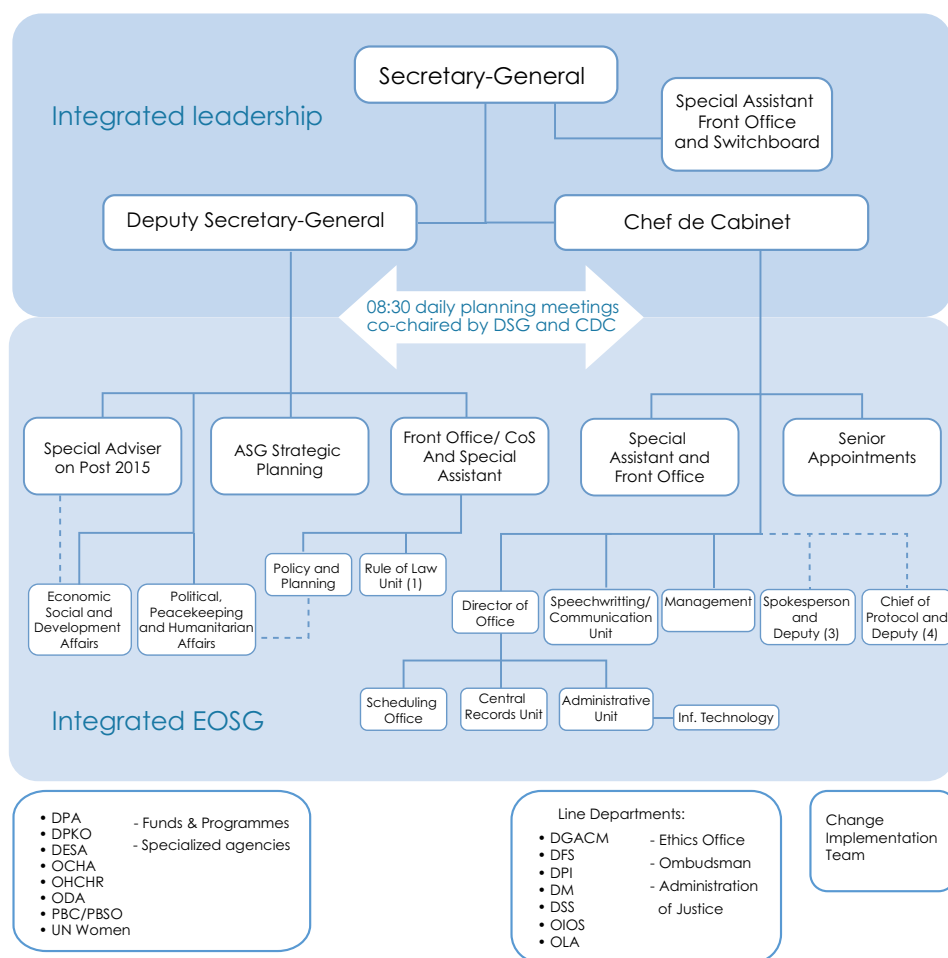 Secretary-General
Integrated leadership
Special Assistant
Front Office
and Switchboard
Deputy Secretary-General
Chef de Cabinet
08:30 daily planning meetings
co-chaired by DSG and CDC
Special Adviser
on Post 2015
ASG Strategic
Planning
Front Office/ CoS
And Special
Assistant
Special
Assistant and
Front Office
Senior
Appointments
Economic
Social and
Development
Affairs
Political,
Peacekeeping
and Humanitarian
Affairs
Policy and
Planning
Rule of Law
Unit (1)
Director of
Office
Speechwritting/
Communication
Unit
Management
Spokesperson
and
Deputy (3)
Chief of
Protocol and
Deputy (4)
Scheduling
Office
Central
Records Unit
Administrative
Unit
Inf. Technology
Integrated EOSG
• DPA
• DPKO
• DESA
• OCHA
• OHCHR
• ODA
• PBC/PBSO
• UN Women
- Funds & Programmes
- Specialized agencies
Line Departments:
• DGACM
• DFS
• DPI
• DM
• DSS
• OIOS
• OLA
- Ethics Office
- Ombudsman
- Administration
of Justice
Change
Implementation
Team